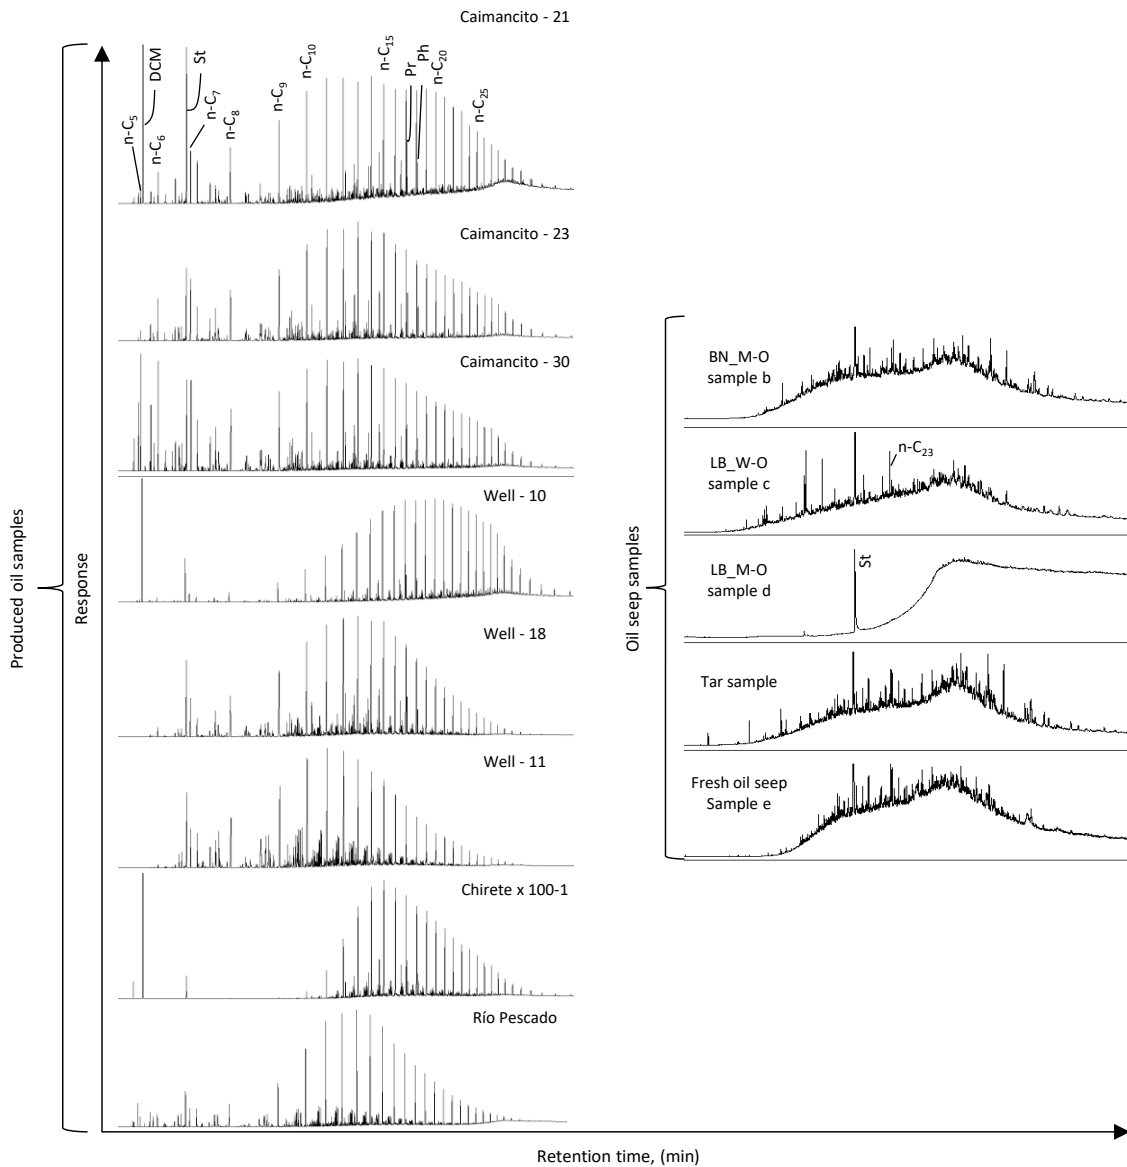 Caimancito - 21
n-C₅
DCM
n-C₆
St
n-C₇
n-C₈
n-C₉
n-C₁₀
n-C₁₅
Pr
Ph
n-C₂₀
n-C₂₅
Caimancito - 23
Caimancito - 30
Well - 10
Well - 18
Well - 11
Chirete x 100-1
Río Pescado
Produced oil samples
Response
Oil seep samples
BN_M-O
sample b
LB_W-O
sample c
n-C₂₃
LB_M-O
sample d
St
Tar sample
Fresh oil seep
Sample e
Retention time, (min)